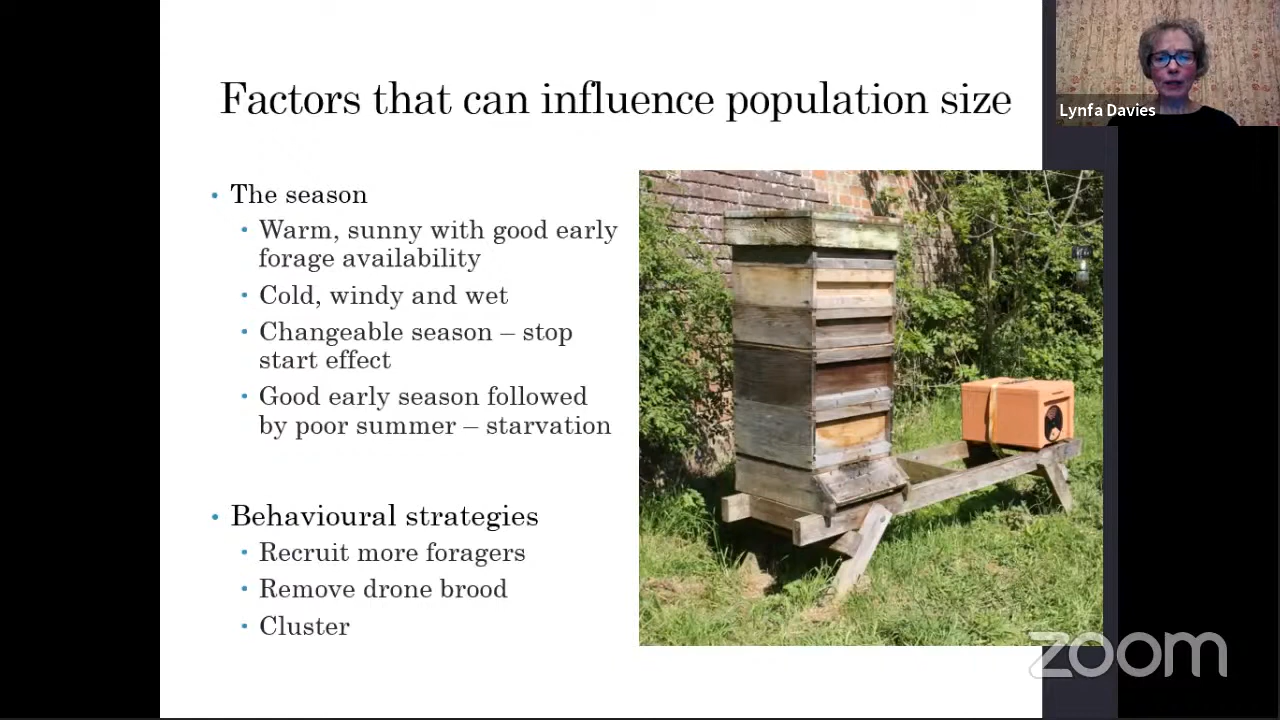 Factors that can influence population size
• The season
• Warm, sunny with good early
forage availability
• Cold, windy and wet
• Changeable season – stop
start effect
• Good early season followed
by poor summer – starvation
• Behavioural strategies
• Recruit more foragers
• Remove drone brood
• Cluster
Lynfa Davies
zoom